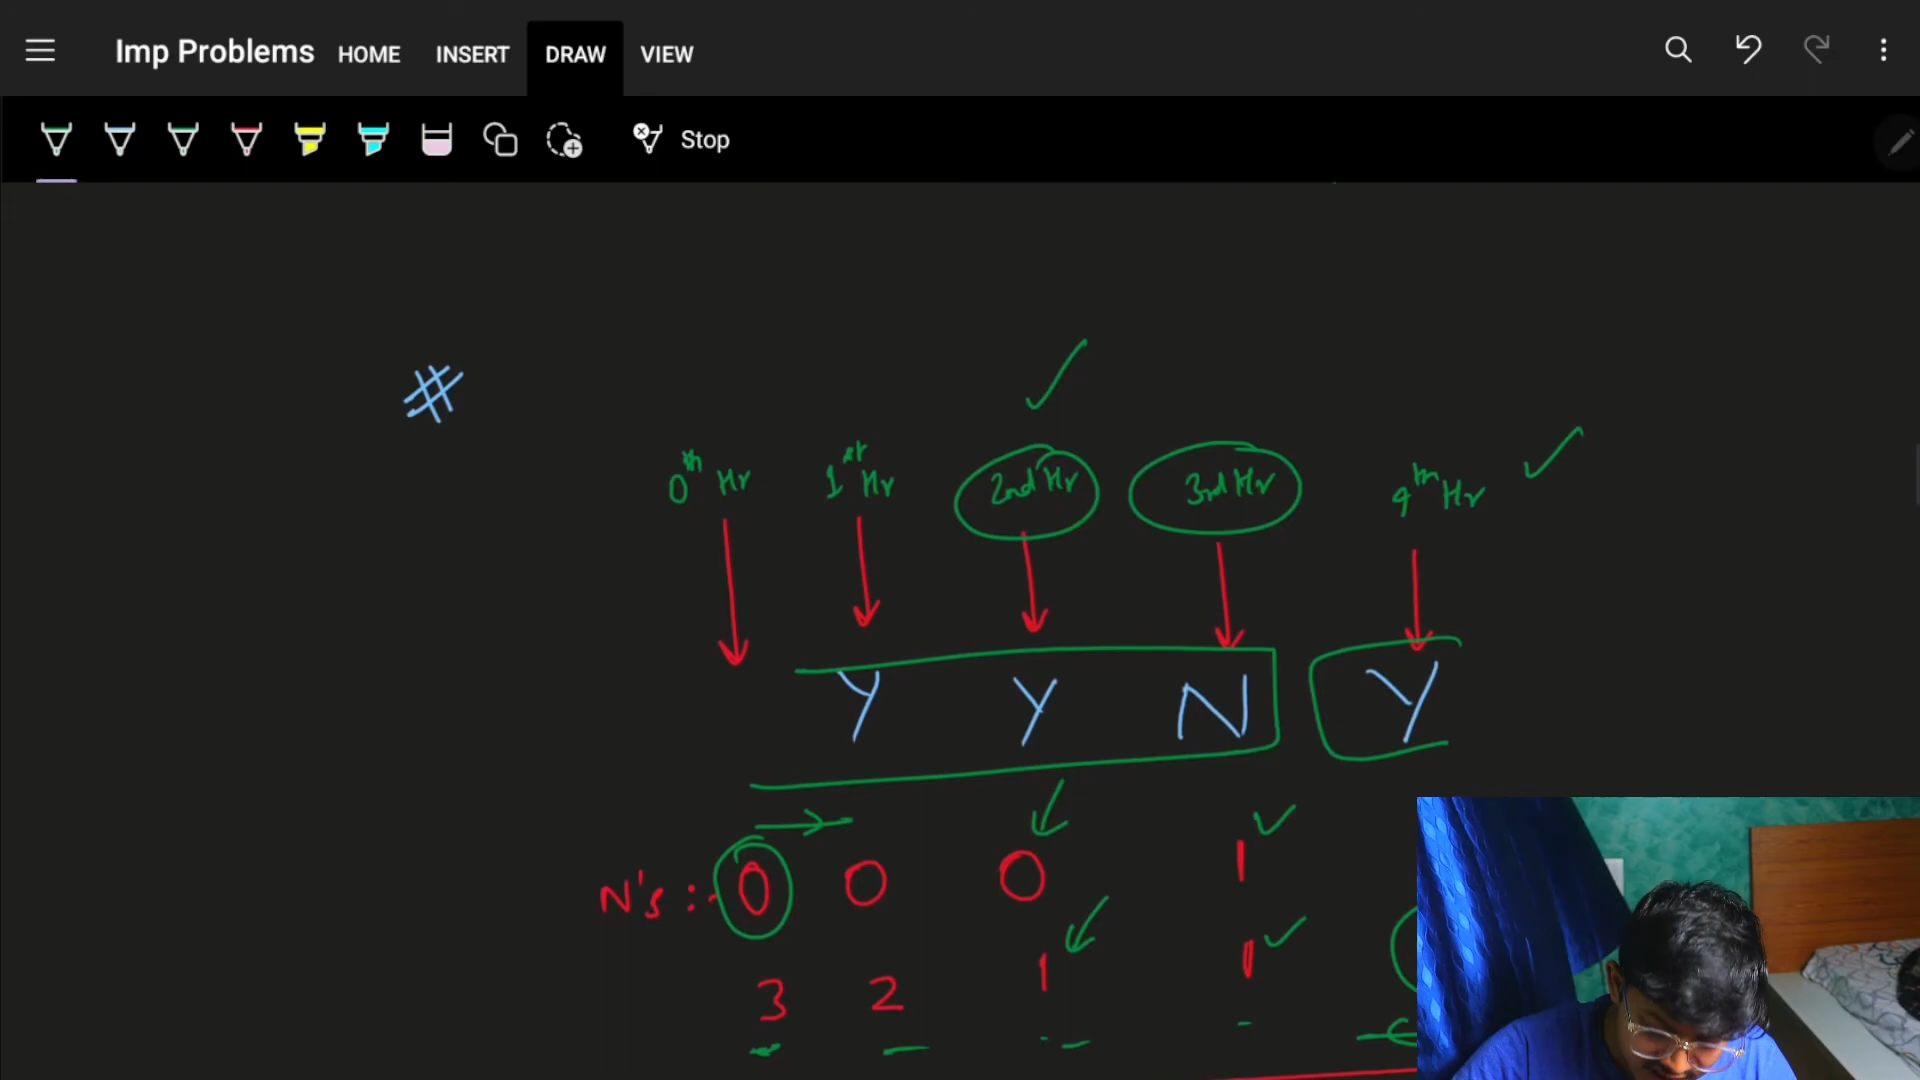 Imp Problems HOME INSERT DRAW VIEW
Stop
#
0th Hr 1st Hr 2nd Hr 3rd Hr 4th Hr
Y Y N Y
N's :- 0 0 0 1
3 2 1 1